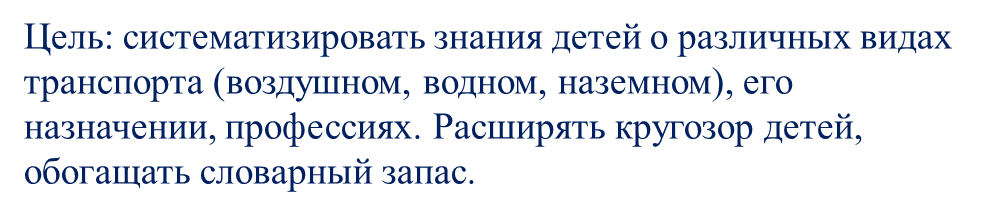 Цель: систематизировать знания детей о различных видах
транспорта (воздушном, водном, наземном), его
назначении, профессиях. Расширять кругозор детей,
обогащать словарный запас.